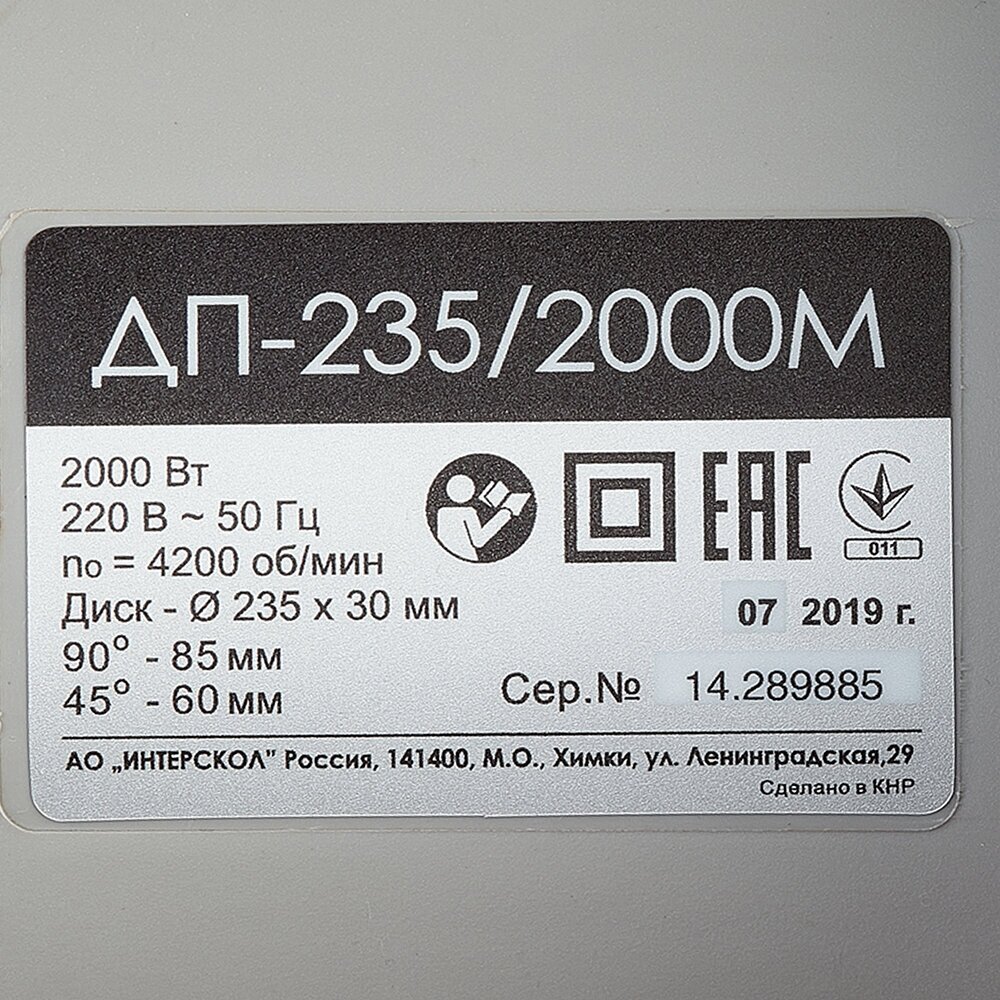 ДП-235/2000М
2000 Вт
220 В ~ 50 Гц
no = 4200 об/мин
Диск - Ø 235 x 30 мм
90° - 85 мм
45° - 60 мм
EAC
011
07 2019 г.
Сер.№ 14.289885
АО „ИНТЕРСКОЛ" Россия, 141400, М.О., Химки, ул. Ленинградская,29
Сделано в КНР